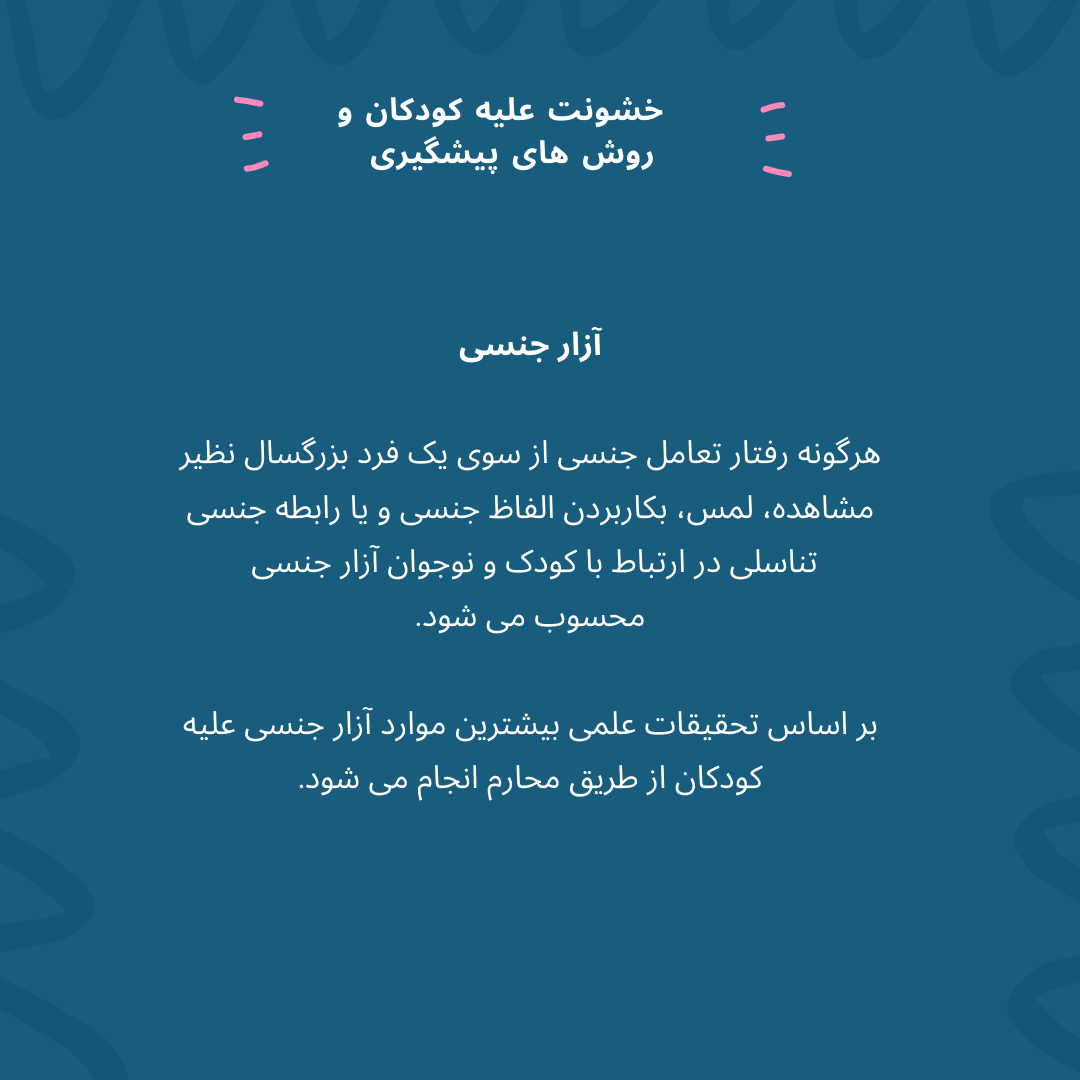 خشونت علیه کودکان و
روش های پیشگیری
آزار جنسی
هرگونه رفتار تعامل جنسی از سوی یک فرد بزرگسال نظیر
مشاهده، لمس، بکاربردن الفاظ جنسی و یا رابطه جنسی
تناسلی در ارتباط با کودک و نوجوان آزار جنسی
محسوب می شود.
بر اساس تحقیقات علمی بیشترین موارد آزار جنسی علیه
کودکان از طریق محارم انجام می شود.